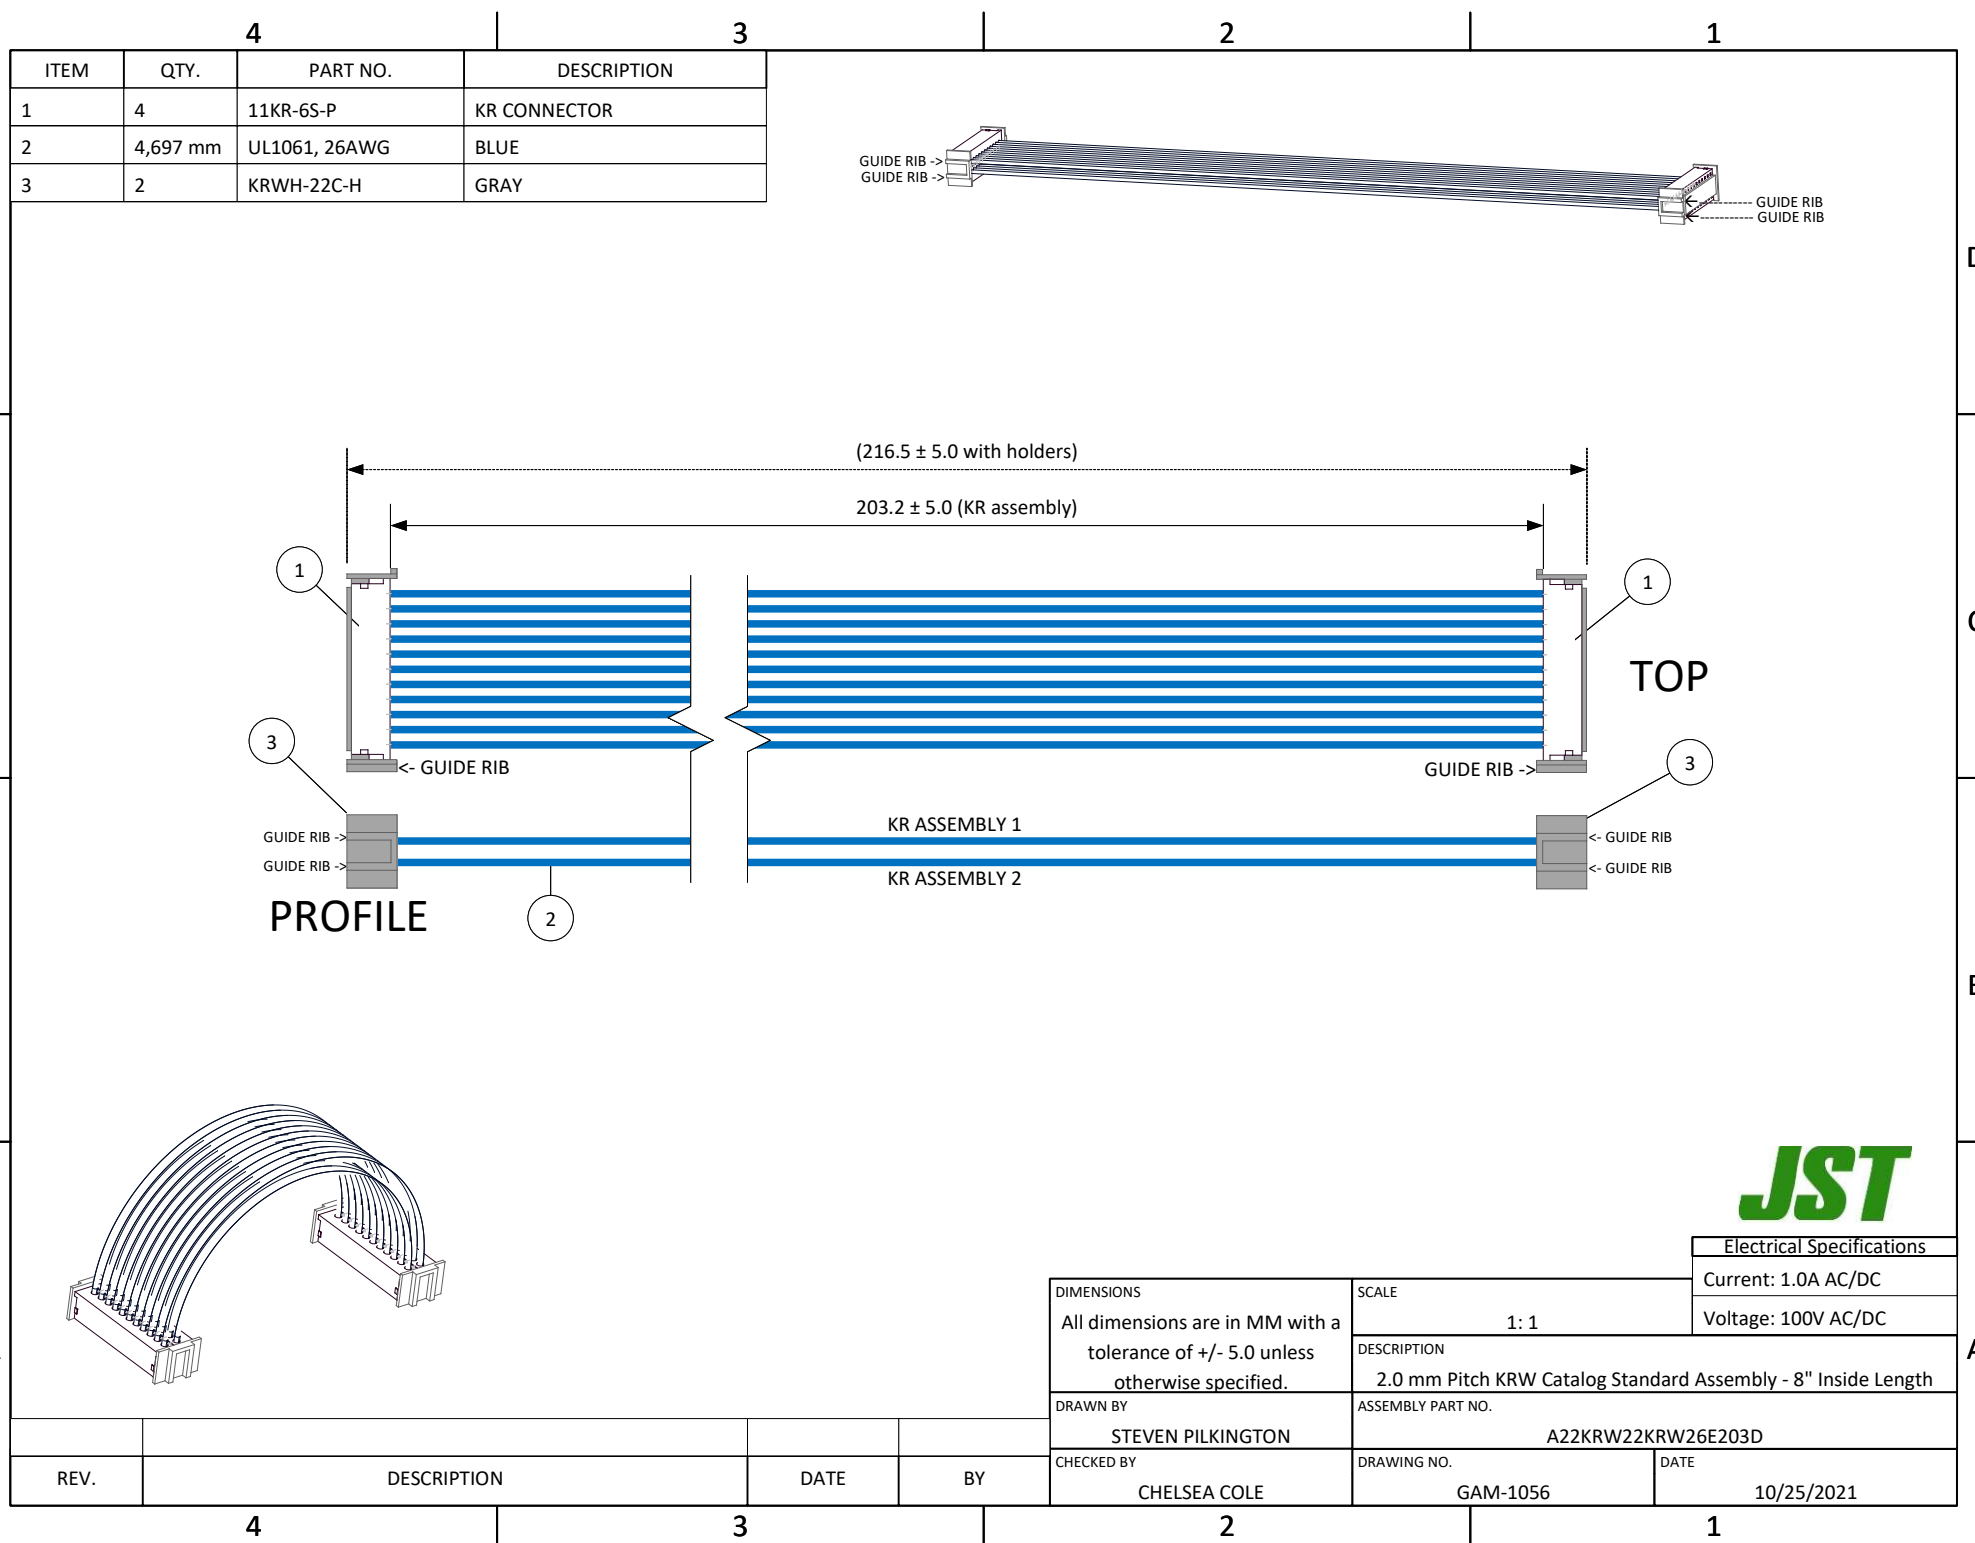 4 3 2 1
ITEM QTY. PART NO. DESCRIPTION
1 4 11KR-6S-P KR CONNECTOR
2 4,697 mm UL1061, 26AWG BLUE
3 2 KRWH-22C-H GRAY
GUIDE RIB ->
GUIDE RIB ->
GUIDE RIB
GUIDE RIB
(216.5 ± 5.0 with holders)
203.2 ± 5.0 (KR assembly)
1
1
TOP
3
3
<- GUIDE RIB
GUIDE RIB ->
KR ASSEMBLY 1
GUIDE RIB ->
<- GUIDE RIB
GUIDE RIB ->
<- GUIDE RIB
KR ASSEMBLY 2
PROFILE
2
JST
Electrical Specifications
Current: 1.0A AC/DC
Voltage: 100V AC/DC
DIMENSIONS
All dimensions are in MM with a
tolerance of +/- 5.0 unless
otherwise specified.
SCALE
1: 1
DESCRIPTION
2.0 mm Pitch KRW Catalog Standard Assembly - 8" Inside Length
DRAWN BY
STEVEN PILKINGTON
ASSEMBLY PART NO.
A22KRW22KRW26E203D
CHECKED BY
CHELSEA COLE
DRAWING NO.
GAM-1056
DATE
10/25/2021
REV. DESCRIPTION DATE BY
4 3 2 1